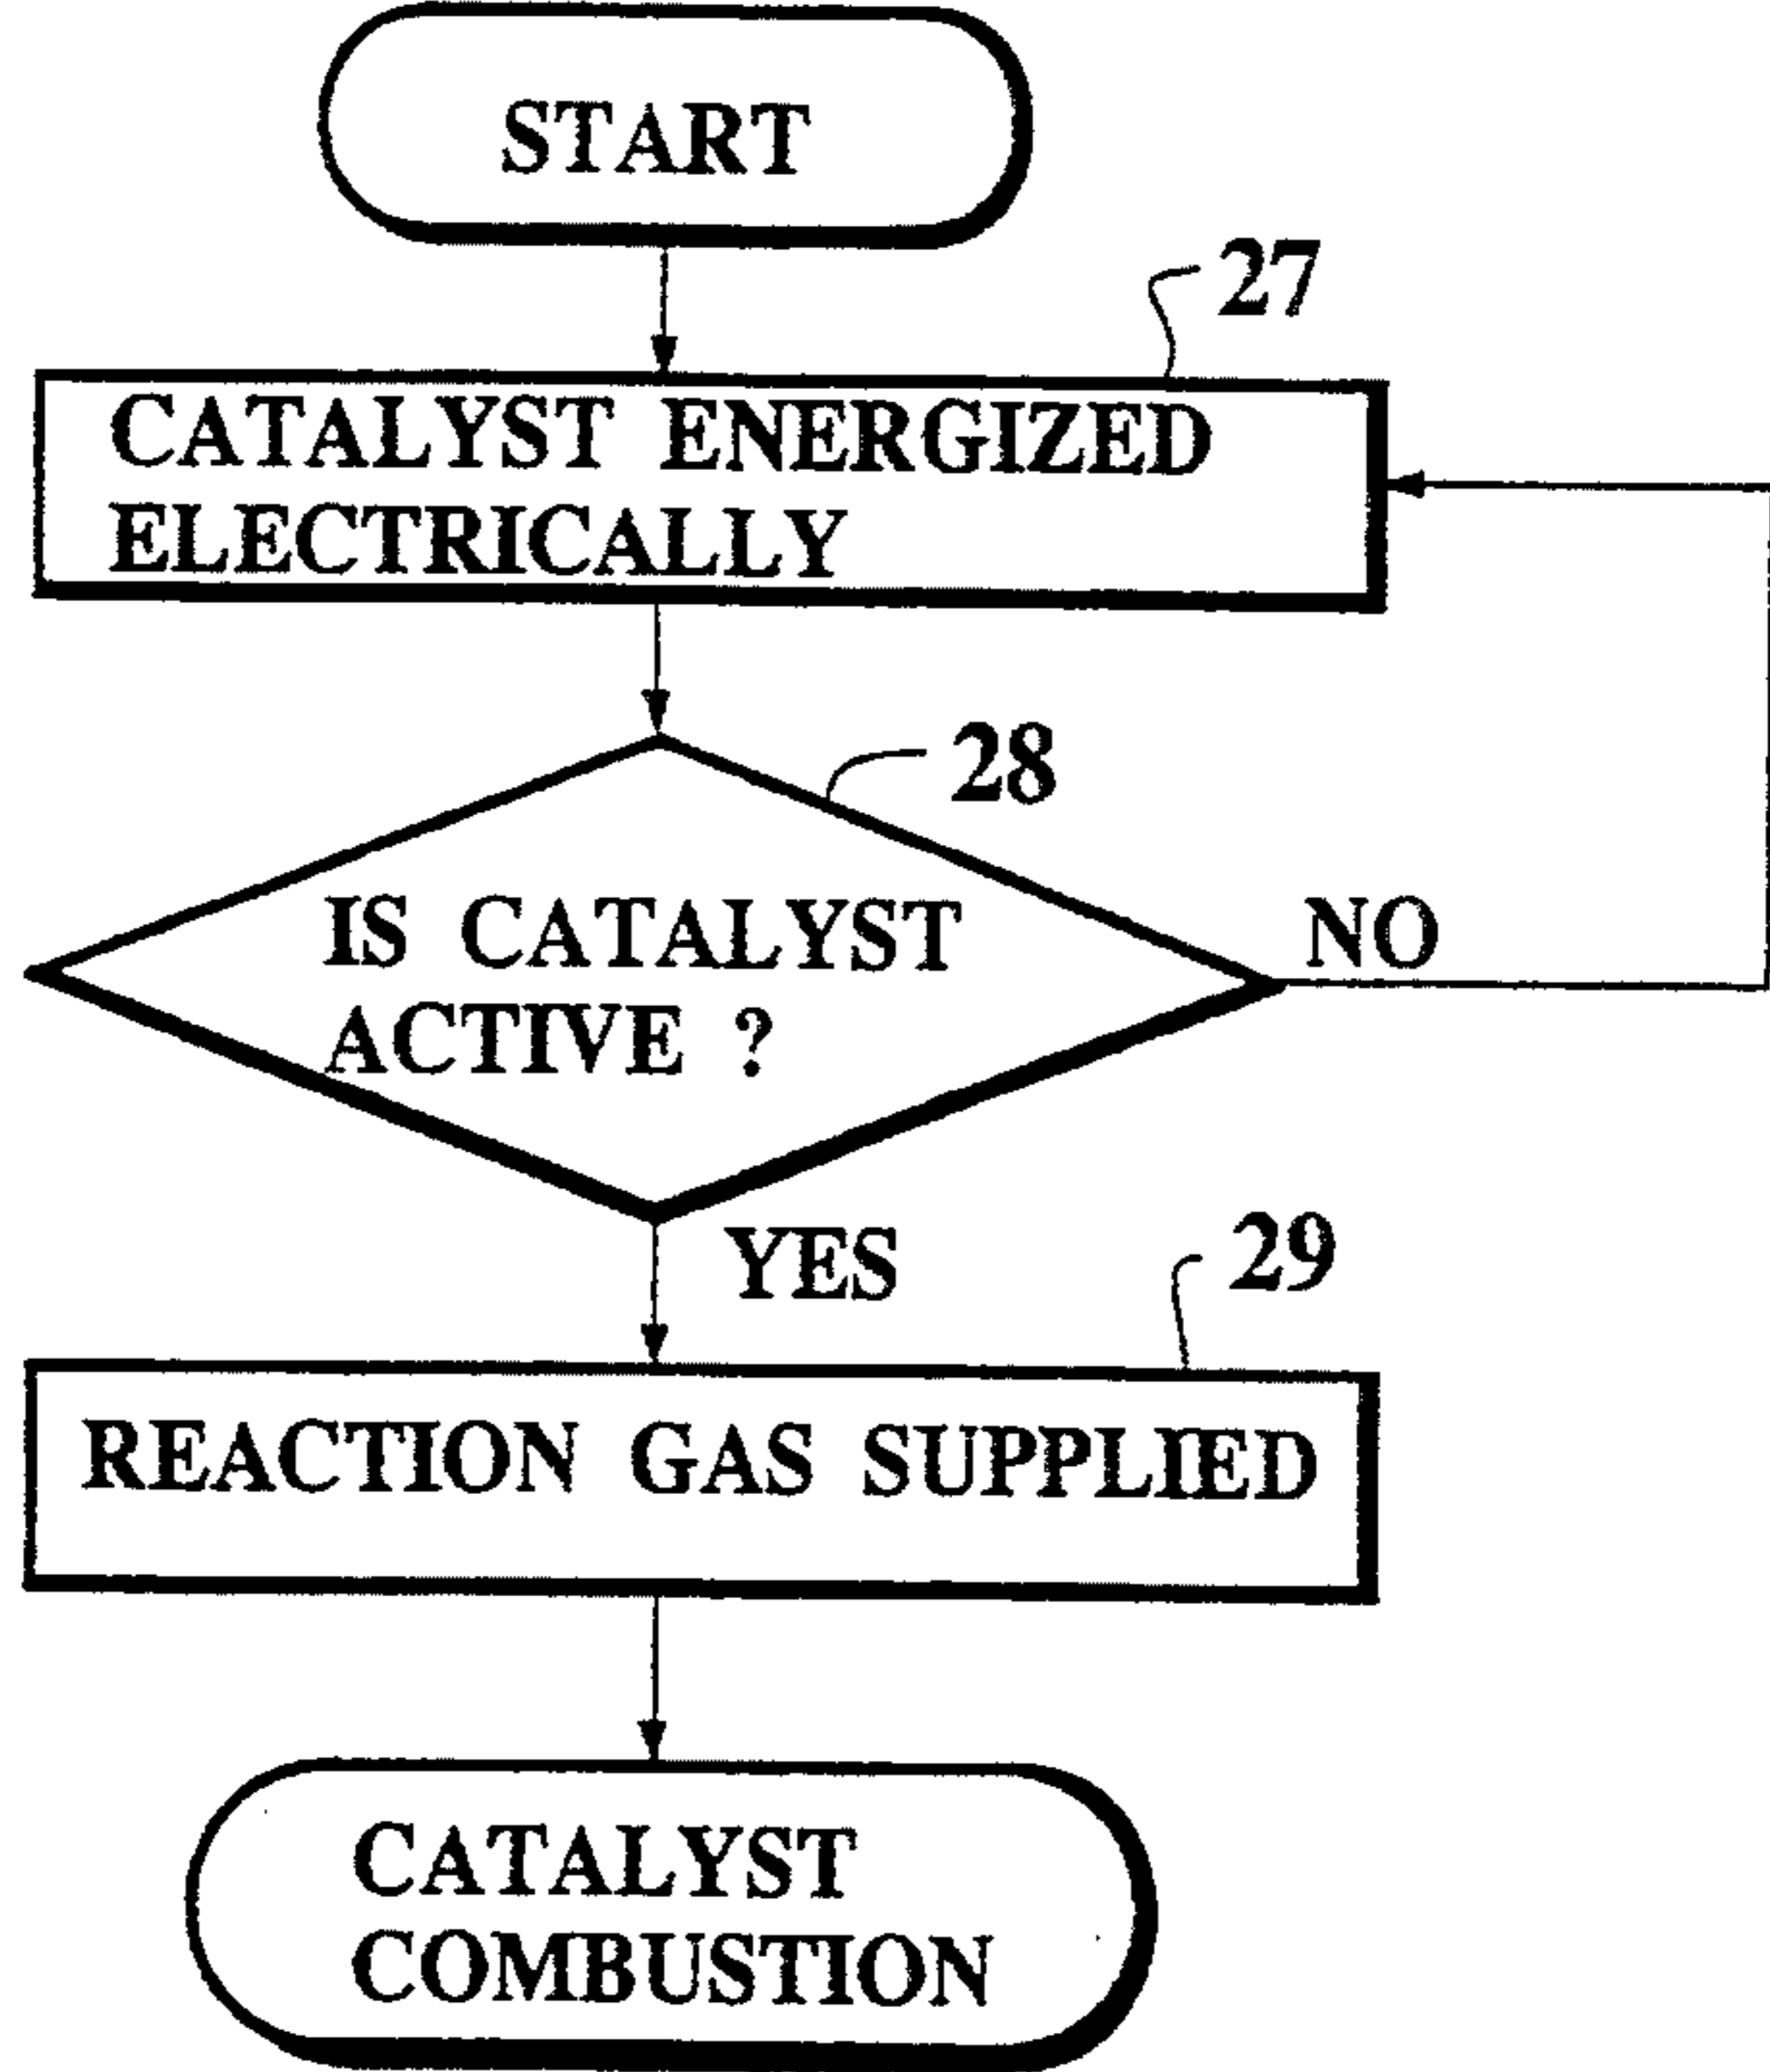 START
27
CATALYST ENERGIZED
ELECTRICALLY
28
IS CATALYST
ACTIVE ?
NO
YES
29
REACTION GAS SUPPLIED
CATALYST
COMBUSTION